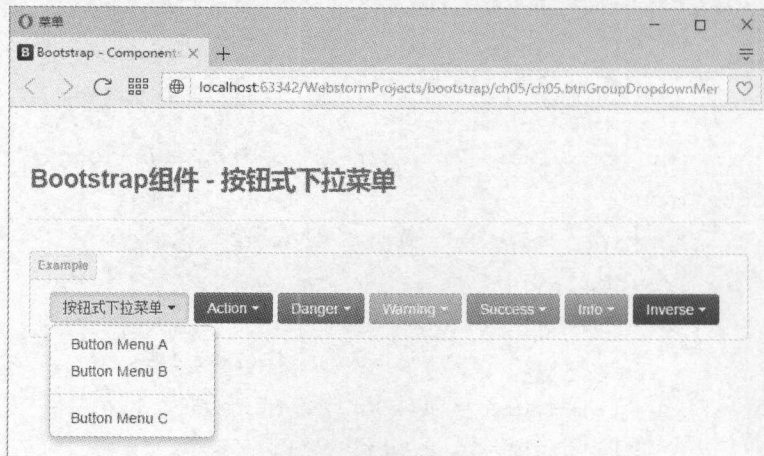 菜单
Bootstrap - Components
localhost:63342/WebstormProjects/bootstrap/ch05/ch05.btnGroupDropdownMer
Bootstrap组件 - 按钮式下拉菜单
Example
按钮式下拉菜单 Action Danger Warning Success Info Inverse
Button Menu A
Button Menu B
Button Menu C